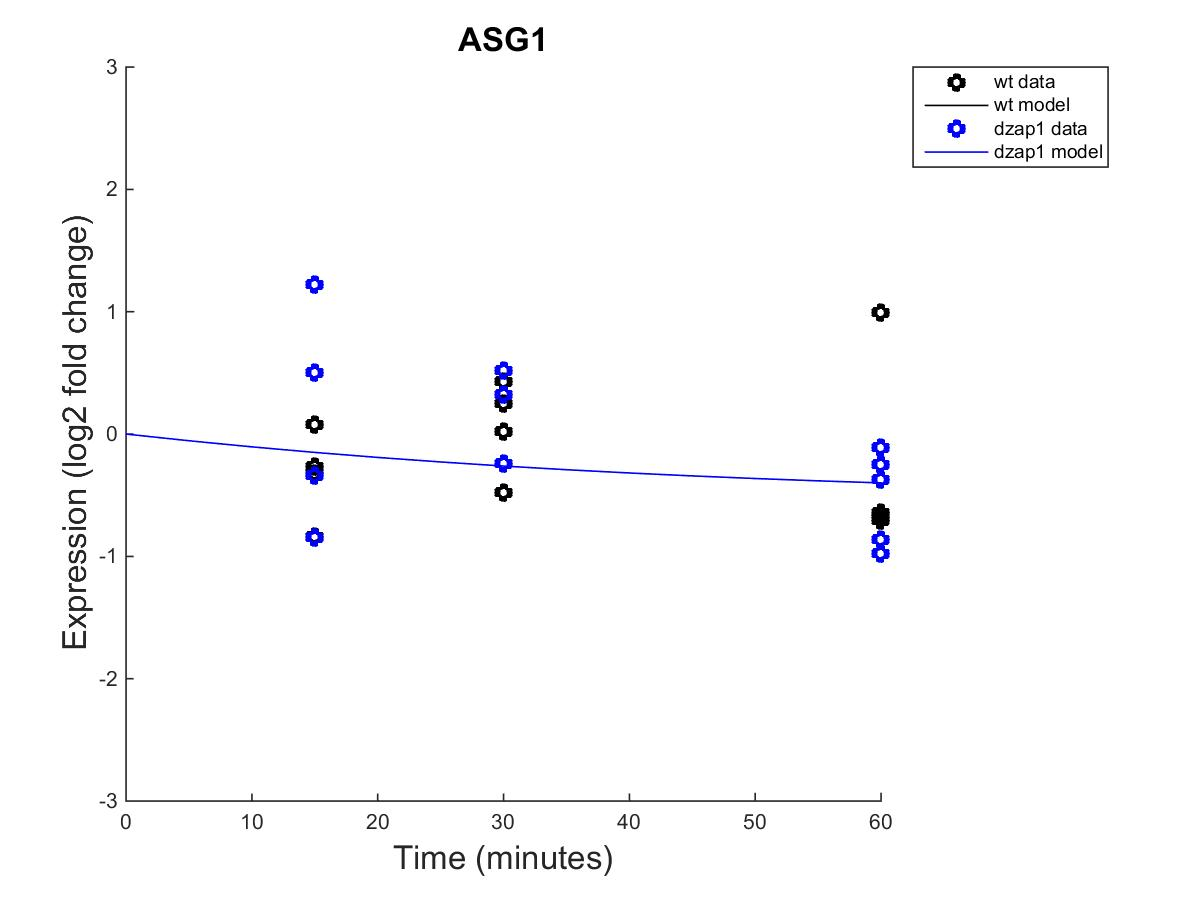 ASG1
wt data
wt model
dzap1 data
dzap1 model
3
2
1
0
-1
-2
-3
Expression (log2 fold change)
0 10 20 30 40 50 60
Time (minutes)